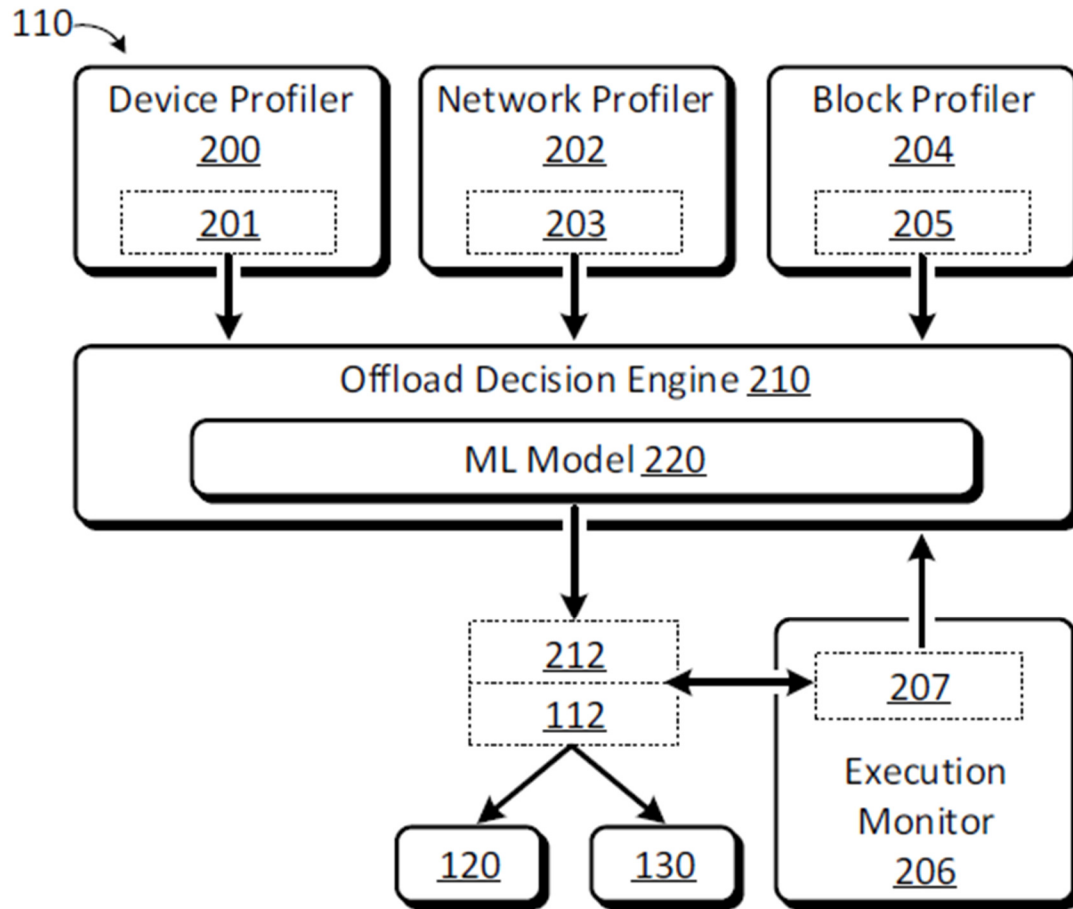 110
Device Profiler
200
201
Network Profiler
202
203
Block Profiler
204
205
Offload Decision Engine 210
ML Model 220
212
112
207
Execution
Monitor
206
120
130